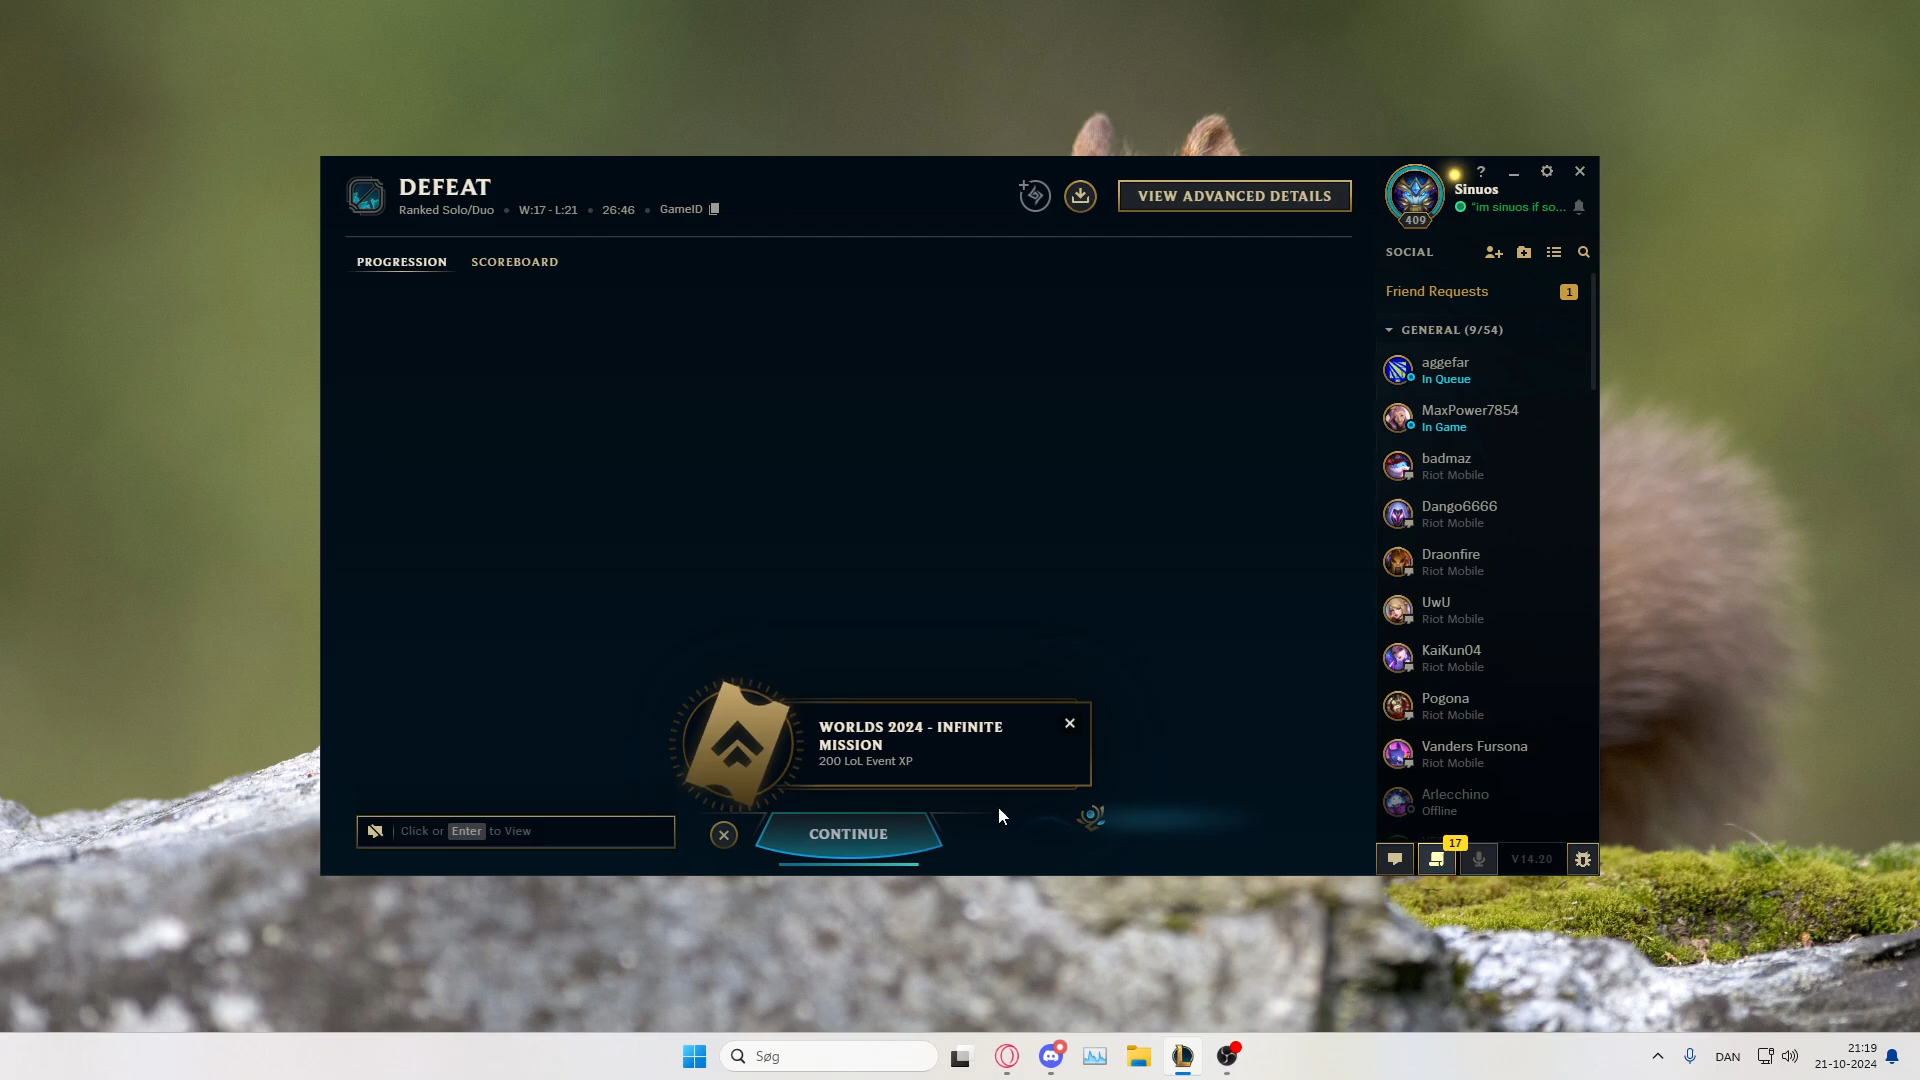 DEFEAT
Ranked Solo/Duo • W:17 - L:21 • 26:46 • GameID
VIEW ADVANCED DETAILS
?
Sinuos
"im sinuos if so...
409
PROGRESSION SCOREBOARD
SOCIAL
Friend Requests 1
GENERAL (9/54)
aggefar
In Queue
MaxPower7854
In Game
badmaz
Riot Mobile
Dango6666
Riot Mobile
Draonfire
Riot Mobile
UwU
Riot Mobile
KaiKun04
Riot Mobile
Pogona
Riot Mobile
Vanders Fursona
Riot Mobile
Arlecchino
Offline
WORLDS 2024 - INFINITE
MISSION
200 LoL Event XP
Click or Enter to View
CONTINUE
17
V14.20
Søg
DAN
21:19
21-10-2024